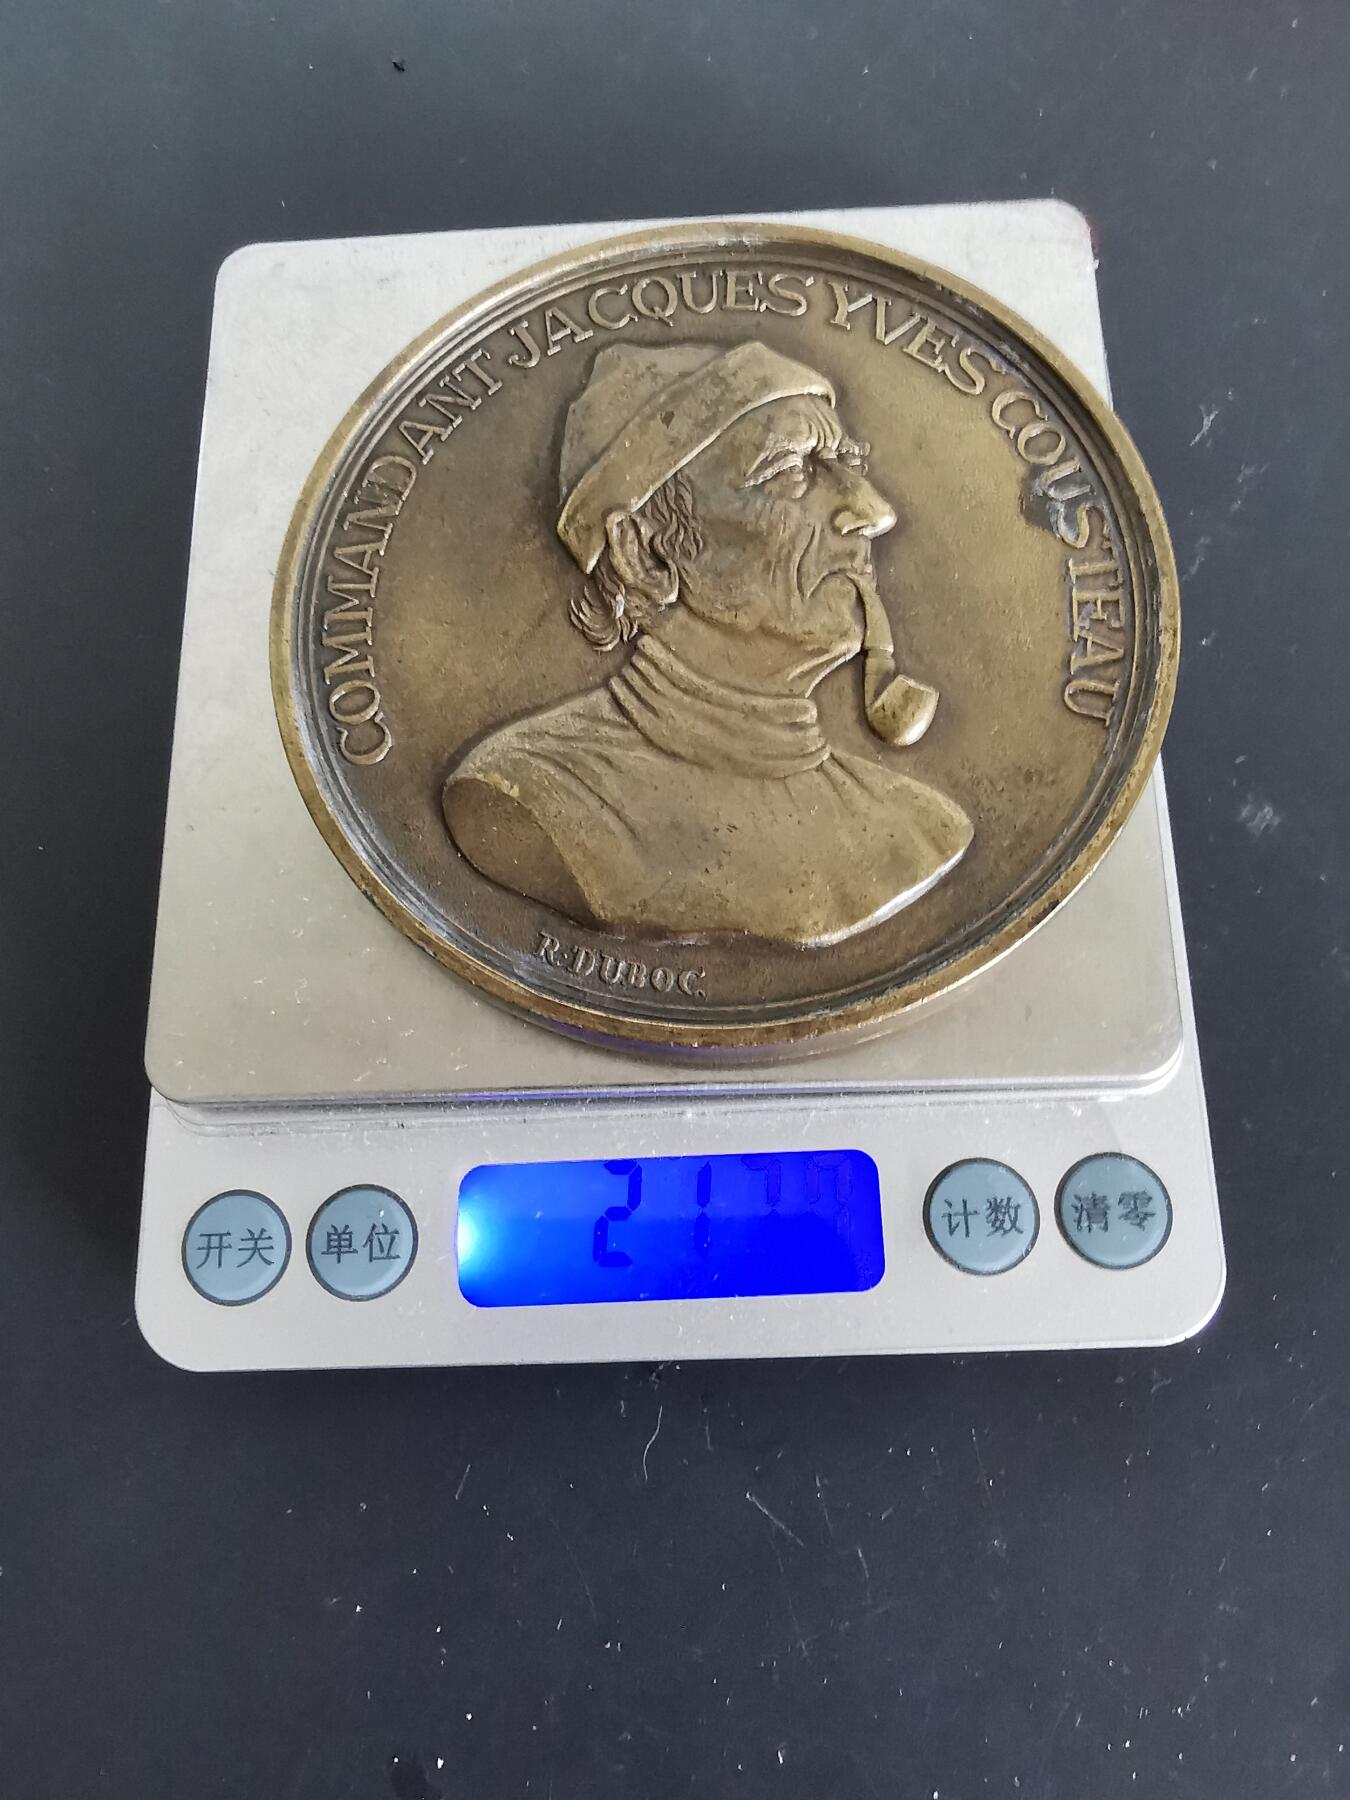 COMMANDANT JACQUES YVES COUSTEAU
R.DUBOC
开关
单位
计数
清零